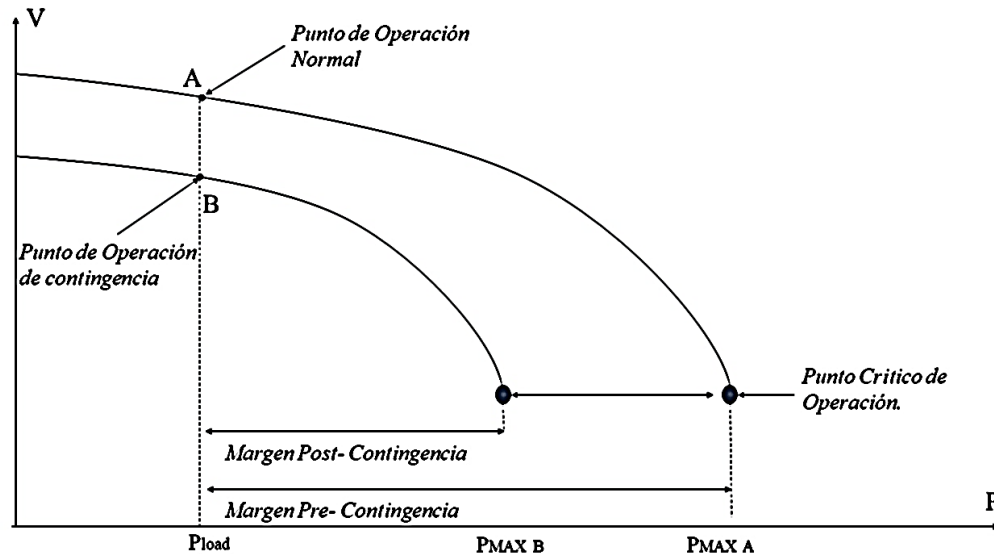 V
Punto de Operación
Normal
A
B
Punto de Operación
de contingencia
Punto Critico de
Operación.
Margen Post- Contingencia
Margen Pre- Contingencia
P
Pload
PMAX B
PMAX A